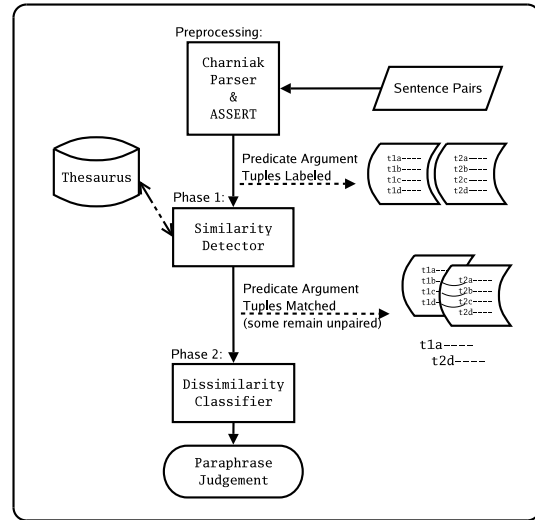 Preprocessing:
Charniak
Parser
&
ASSERT
Sentence Pairs
Thesaurus
Predicate Argument
Tuples Labeled
t1a----
t1b----
t1c----
t1d----
t2a----
t2b----
t2c----
t2d----
Phase 1:
Similarity
Detector
Predicate Argument
Tuples Matched
(some remain unpaired)
t1a--
t1b-
t1c-
t1d-
t2a----
t2b----
t2c----
t2d----
t1a----
t2d----
Phase 2:
Dissimilarity
Classifier
Paraphrase
Judgement